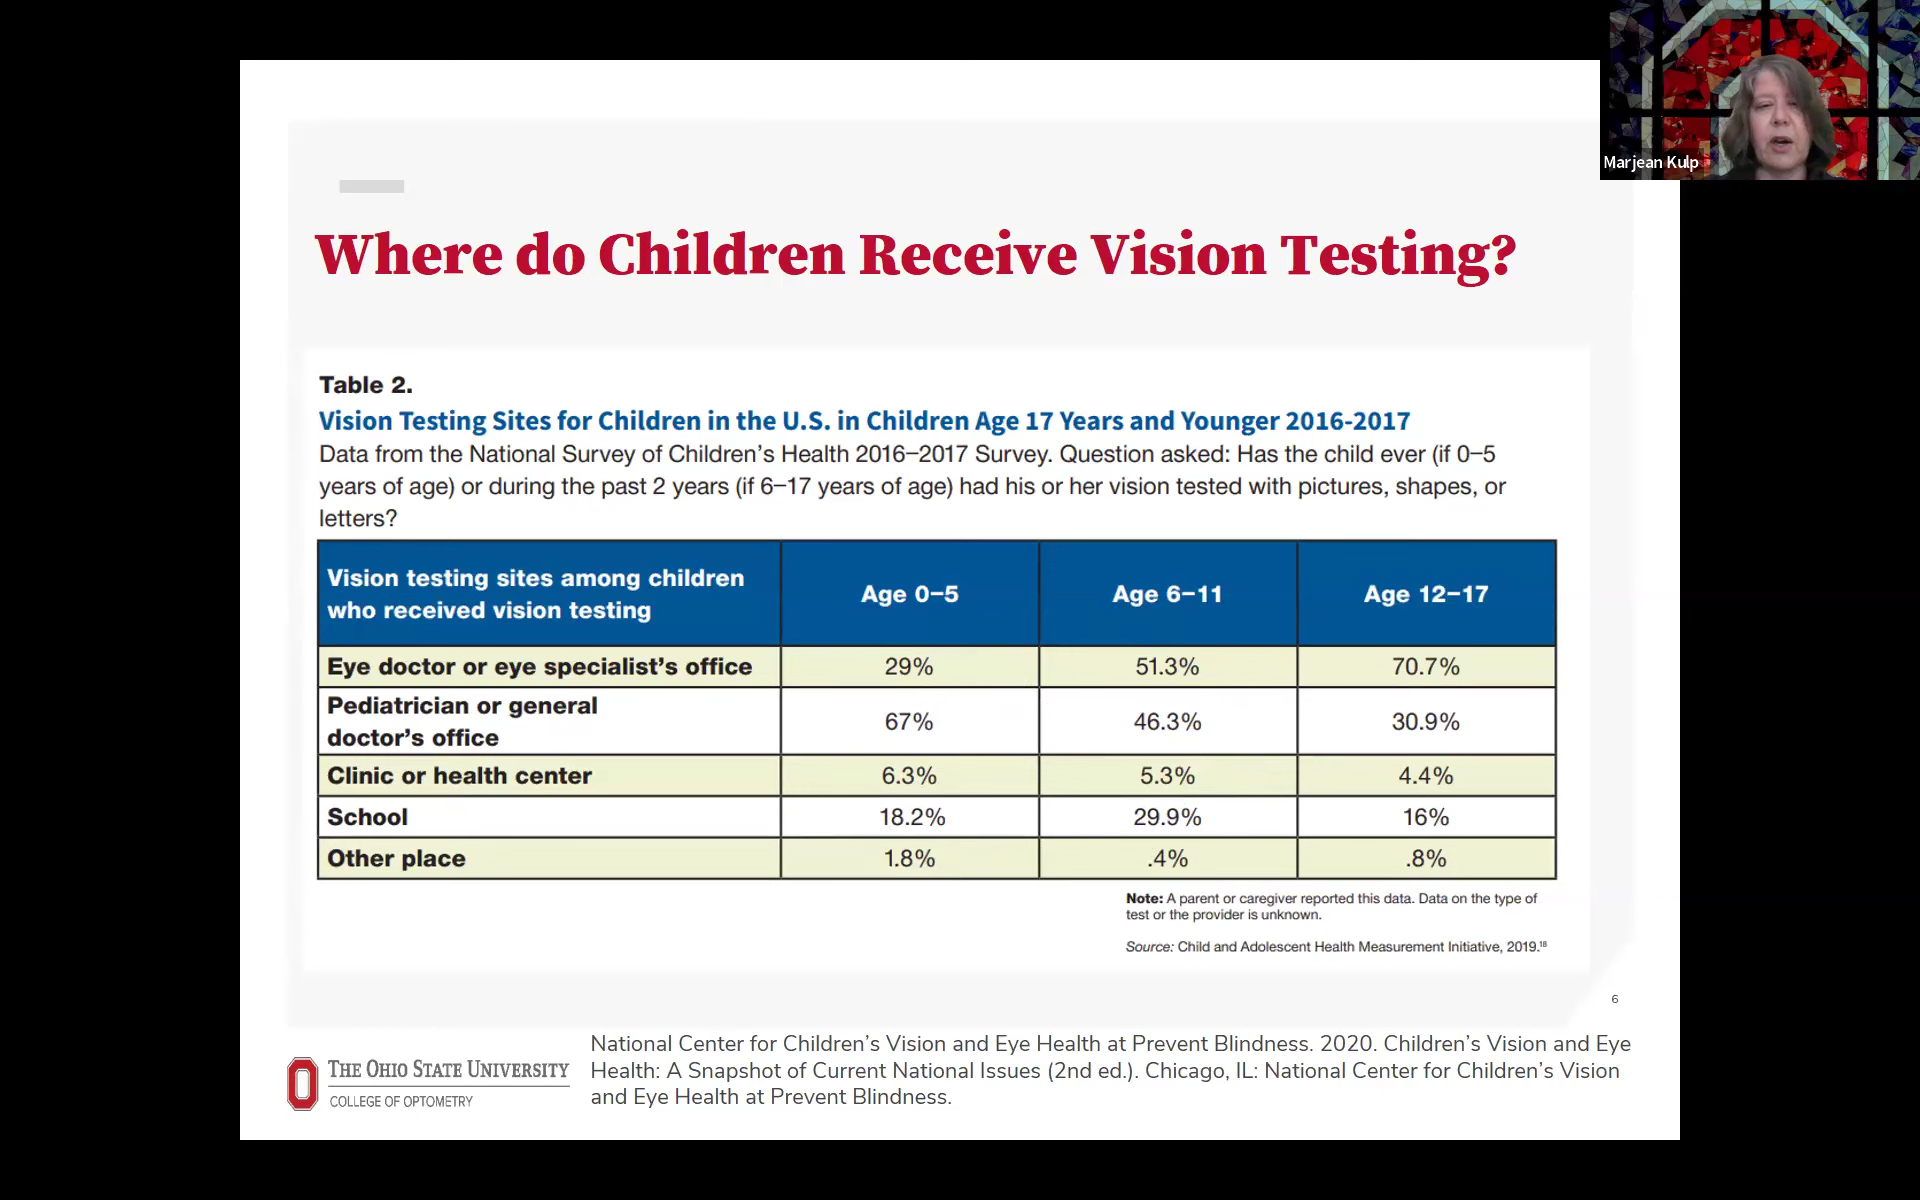 Marjean Kulp
Where do Children Receive Vision Testing?
Table 2.
Vision Testing Sites for Children in the U.S. in Children Age 17 Years and Younger 2016-2017
Data from the National Survey of Children’s Health 2016–2017 Survey. Question asked: Has the child ever (if 0–5
years of age) or during the past 2 years (if 6–17 years of age) had his or her vision tested with pictures, shapes, or
letters?
Vision testing sites among children
who received vision testing
Age 0–5
Age 6–11
Age 12–17
Eye doctor or eye specialist’s office 29% 51.3% 70.7%
Pediatrician or general
doctor’s office
67% 46.3% 30.9%
Clinic or health center 6.3% 5.3% 4.4%
School 18.2% 29.9% 16%
Other place 1.8% .4% .8%
Note: A parent or caregiver reported this data. Data on the type of
test or the provider is unknown.
Source: Child and Adolescent Health Measurement Initiative, 2019.18
6
THE OHIO STATE UNIVERSITY
COLLEGE OF OPTOMETRY
National Center for Children’s Vision and Eye Health at Prevent Blindness. 2020. Children’s Vision and Eye
Health: A Snapshot of Current National Issues (2nd ed.). Chicago, IL: National Center for Children’s Vision
and Eye Health at Prevent Blindness.